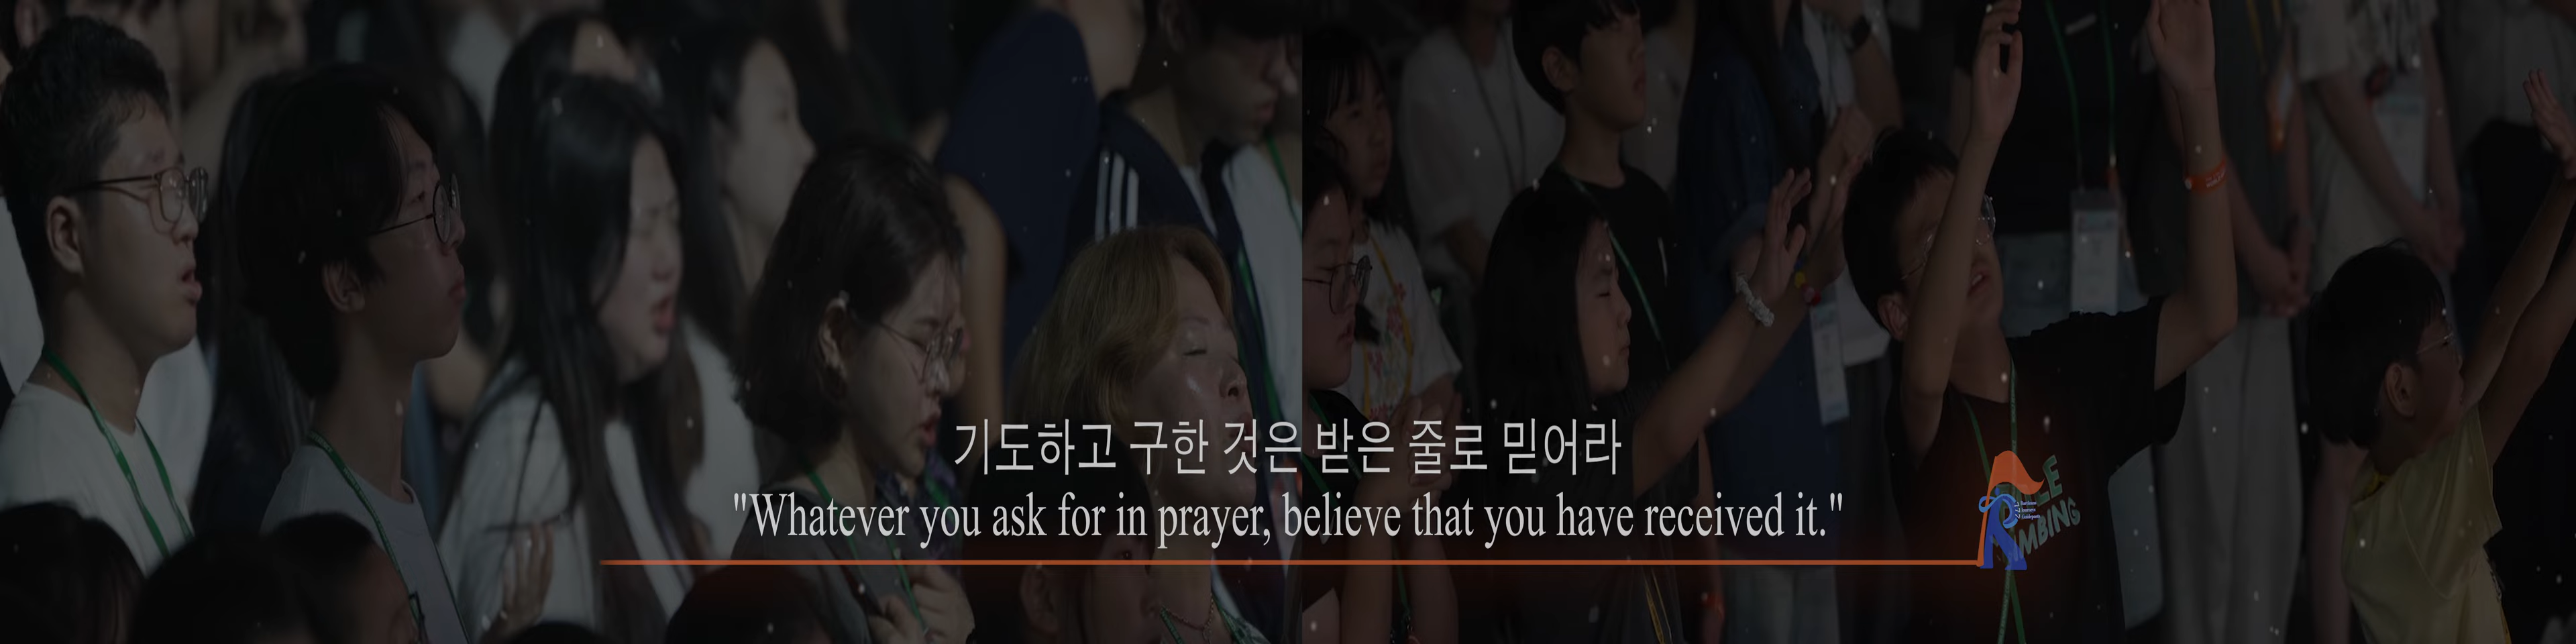 기도하고 구한 것은 받은 줄로 믿어라
"Whatever you ask for in prayer, believe that you have received it."
MBING